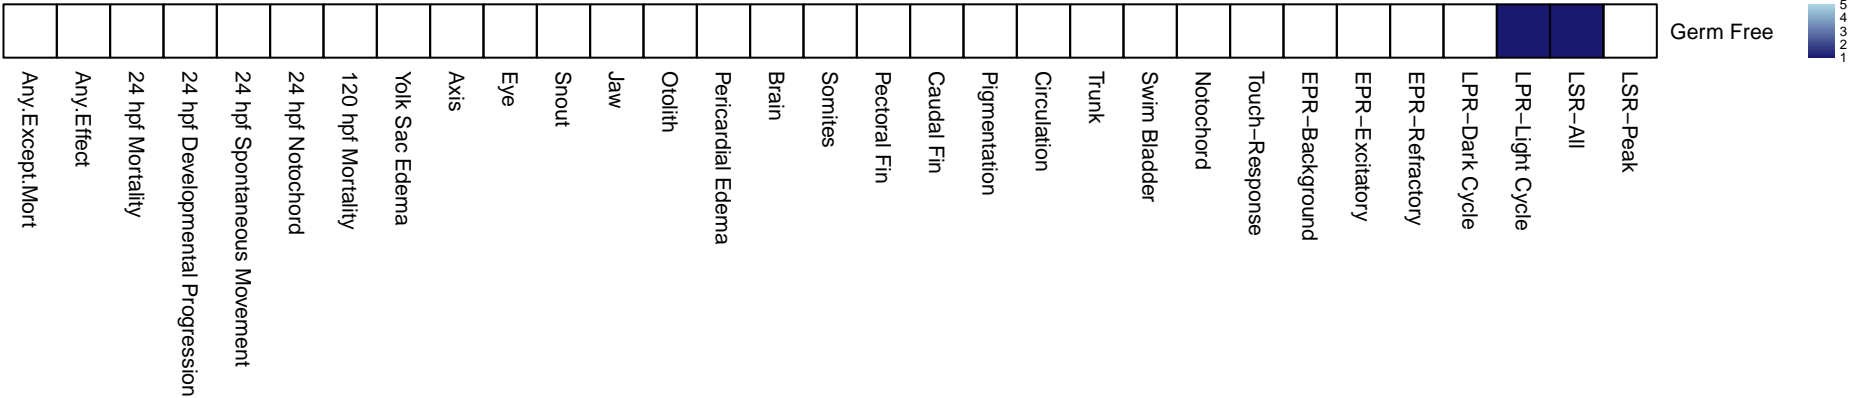 Germ Free
5
4
3
2
1
Any.Except.Mort
Any.Effect
24 hpf Mortality
24 hpf Developmental Progression
24 hpf Spontaneous Movement
24 hpf Notochord
120 hpf Mortality
Yolk Sac Edema
Axis
Eye
Snout
Jaw
Otolith
Pericardial Edema
Brain
Somites
Pectoral Fin
Caudal Fin
Pigmentation
Circulation
Trunk
Swim Bladder
Notochord
Touch−Response
EPR−Background
EPR−Excitatory
EPR−Refractory
LPR−Dark Cycle
LPR−Light Cycle
LSR−All
LSR−Peak